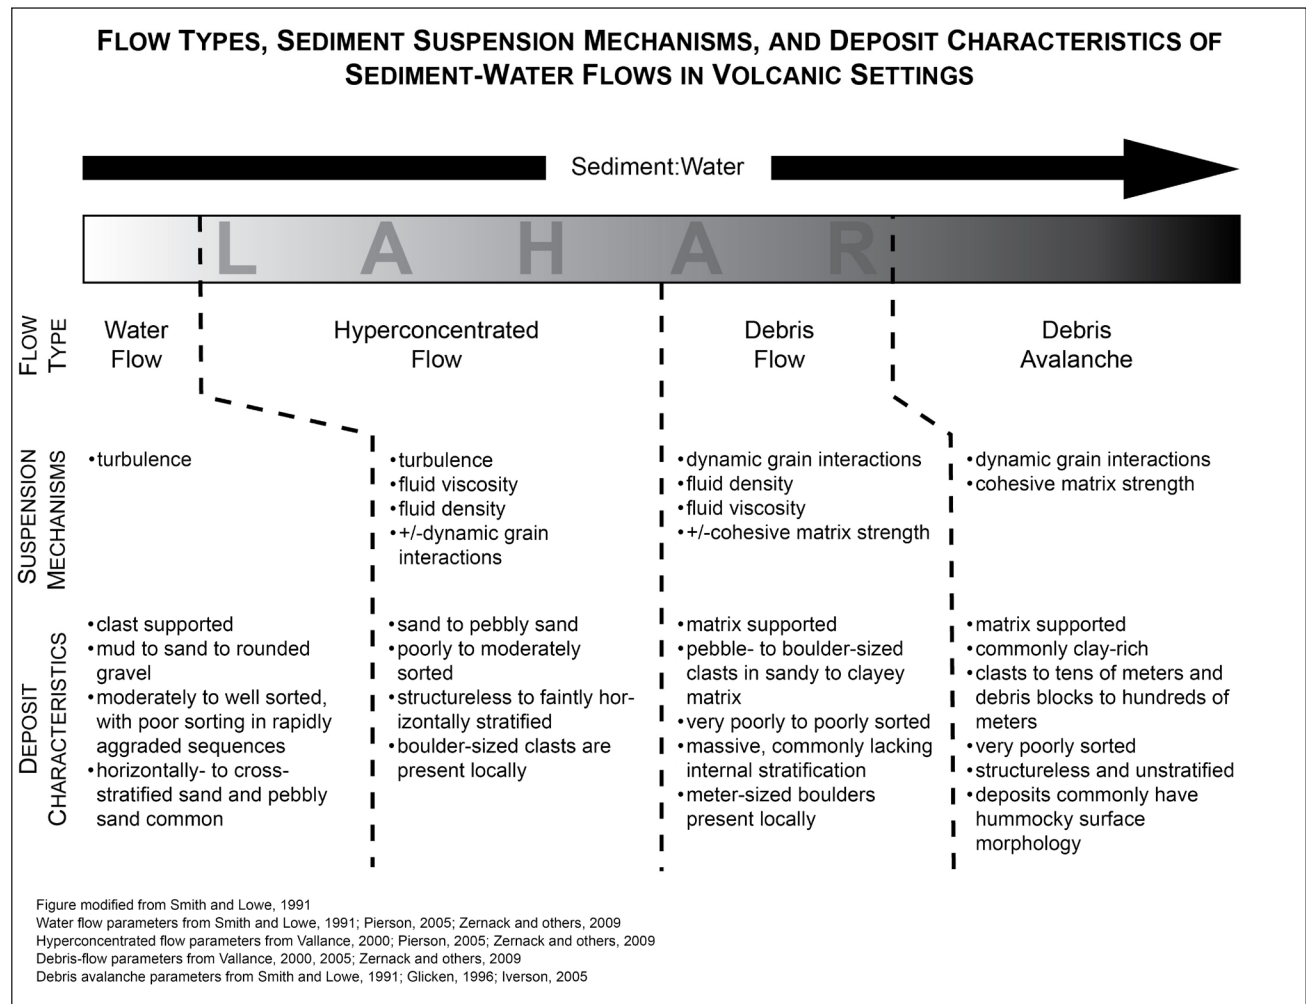 FLOW TYPES, SEDIMENT SUSPENSION MECHANISMS, AND DEPOSIT CHARACTERISTICS OF
SEDIMENT-WATER FLOWS IN VOLCANIC SETTINGS
Sediment:Water
LAHAR
FLOW
TYPE
Water
Flow
Hyperconcentrated
Flow
Debris
Flow
Debris
Avalanche
SUSPENSION
MECHANISMS
•turbulence
•turbulence
•fluid viscosity
•fluid density
•+/-dynamic grain
interactions
•dynamic grain interactions
•fluid density
•fluid viscosity
•+/-cohesive matrix strength
•dynamic grain interactions
•cohesive matrix strength
DEPOSIT
CHARACTERISTICS
•clast supported
•mud to sand to rounded
gravel
•moderately to well sorted,
with poor sorting in rapidly
aggraded sequences
•horizontally- to cross-
stratified sand and pebbly
sand common
•sand to pebbly sand
•poorly to moderately
sorted
•structureless to faintly hor-
izontally stratified
•boulder-sized clasts are
present locally
•matrix supported
•pebble- to boulder-sized
clasts in sandy to clayey
matrix
•very poorly to poorly sorted
•massive, commonly lacking
internal stratification
•meter-sized boulders
present locally
•matrix supported
•commonly clay-rich
•clasts to tens of meters and
debris blocks to hundreds of
meters
•very poorly sorted
•structureless and unstratified
•deposits commonly have
hummocky surface
morphology
Figure modified from Smith and Lowe, 1991
Water flow parameters from Smith and Lowe, 1991; Pierson, 2005; Zernack and others, 2009
Hyperconcentrated flow parameters from Vallance, 2000; Pierson, 2005; Zernack and others, 2009
Debris-flow parameters from Vallance, 2000, 2005; Zernack and others, 2009
Debris avalanche parameters from Smith and Lowe, 1991; Glicken, 1996; Iverson, 2005